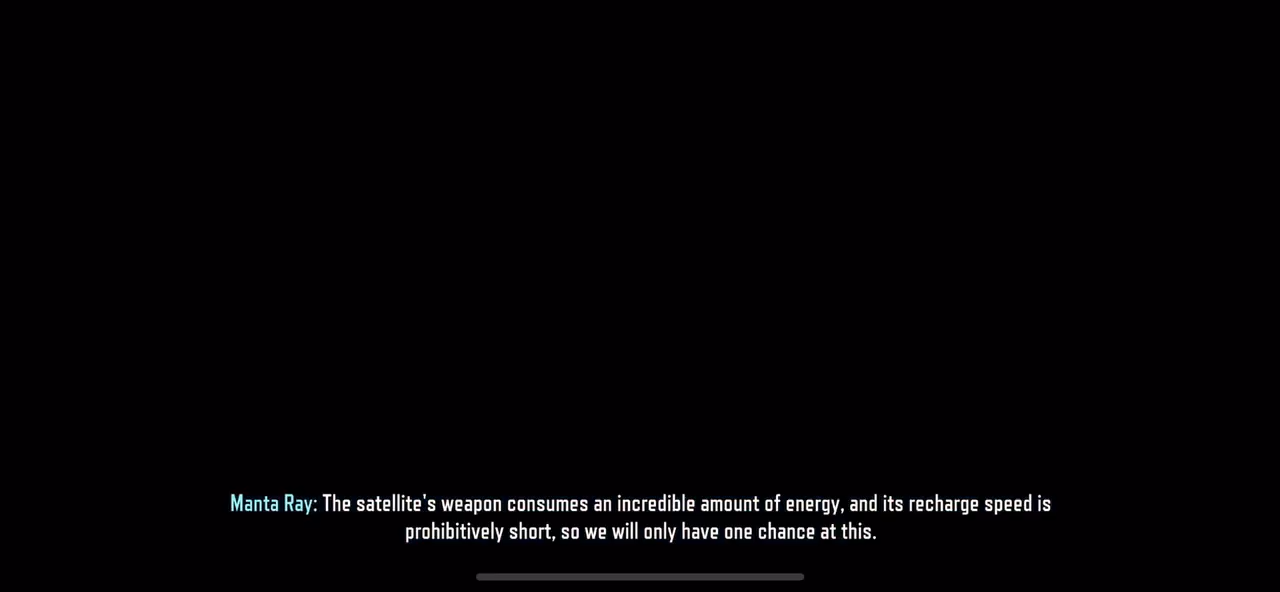 Manta Ray: The satellite's weapon consumes an incredible amount of energy, and its recharge speed is
prohibitively short, so we will only have one chance at this.